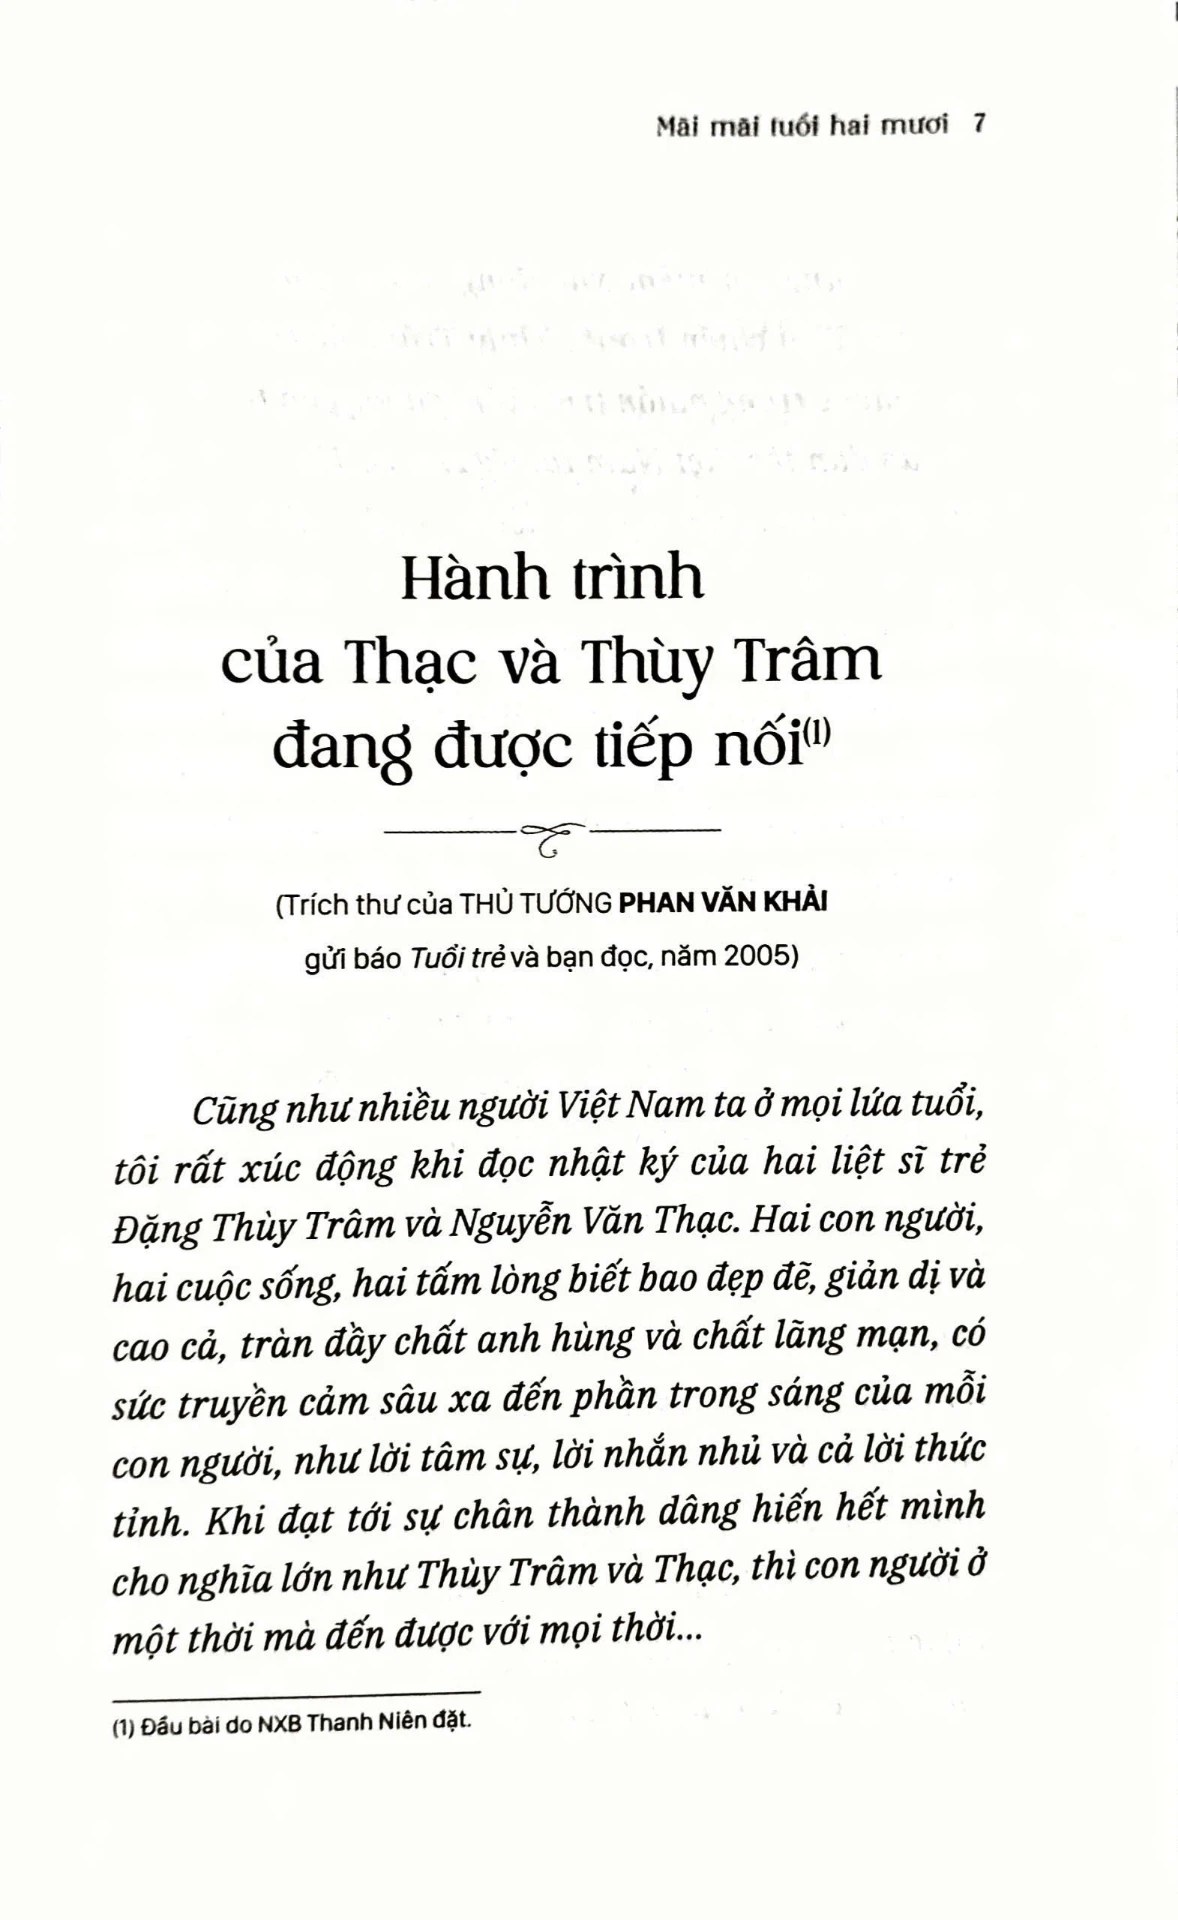 Mãi mãi tuổi hai mươi 7
Hành trình
của Thạc và Thùy Trâm
đang được tiếp nối(1)
(Trích thư của THỦ TƯỚNG PHAN VĂN KHẢI
gửi báo Tuổi trẻ và bạn đọc, năm 2005)
Cũng như nhiều người Việt Nam ta ở mọi lứa tuổi,
tôi rất xúc động khi đọc nhật ký của hai liệt sĩ trẻ
Đặng Thùy Trâm và Nguyễn Văn Thạc. Hai con người,
hai cuộc sống, hai tấm lòng biết bao đẹp đẽ, giản dị và
cao cả, tràn đầy chất anh hùng và chất lãng mạn, có
sức truyền cảm sâu xa đến phần trong sáng của mỗi
con người, như lời tâm sự, lời nhắn nhủ và cả lời thức
tỉnh. Khi đạt tới sự chân thành dâng hiến hết mình
cho nghĩa lớn như Thùy Trâm và Thạc, thì con người ở
một thời mà đến được với mọi thời...
(1) Đầu bài do NXB Thanh Niên đặt.